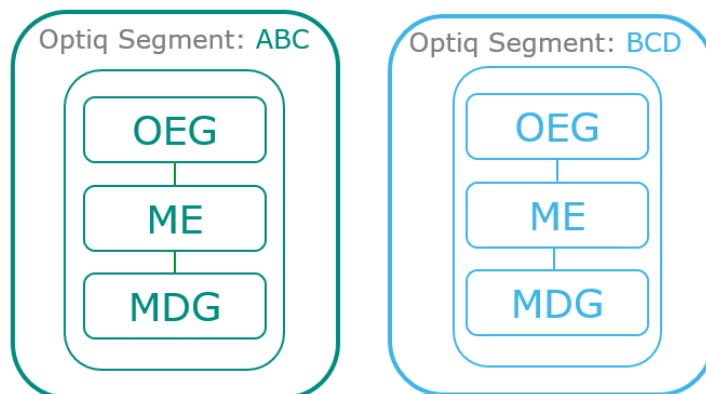 Optiq Segment: ABC
OEG
ME
MDG
Optiq Segment: BCD
OEG
ME
MDG